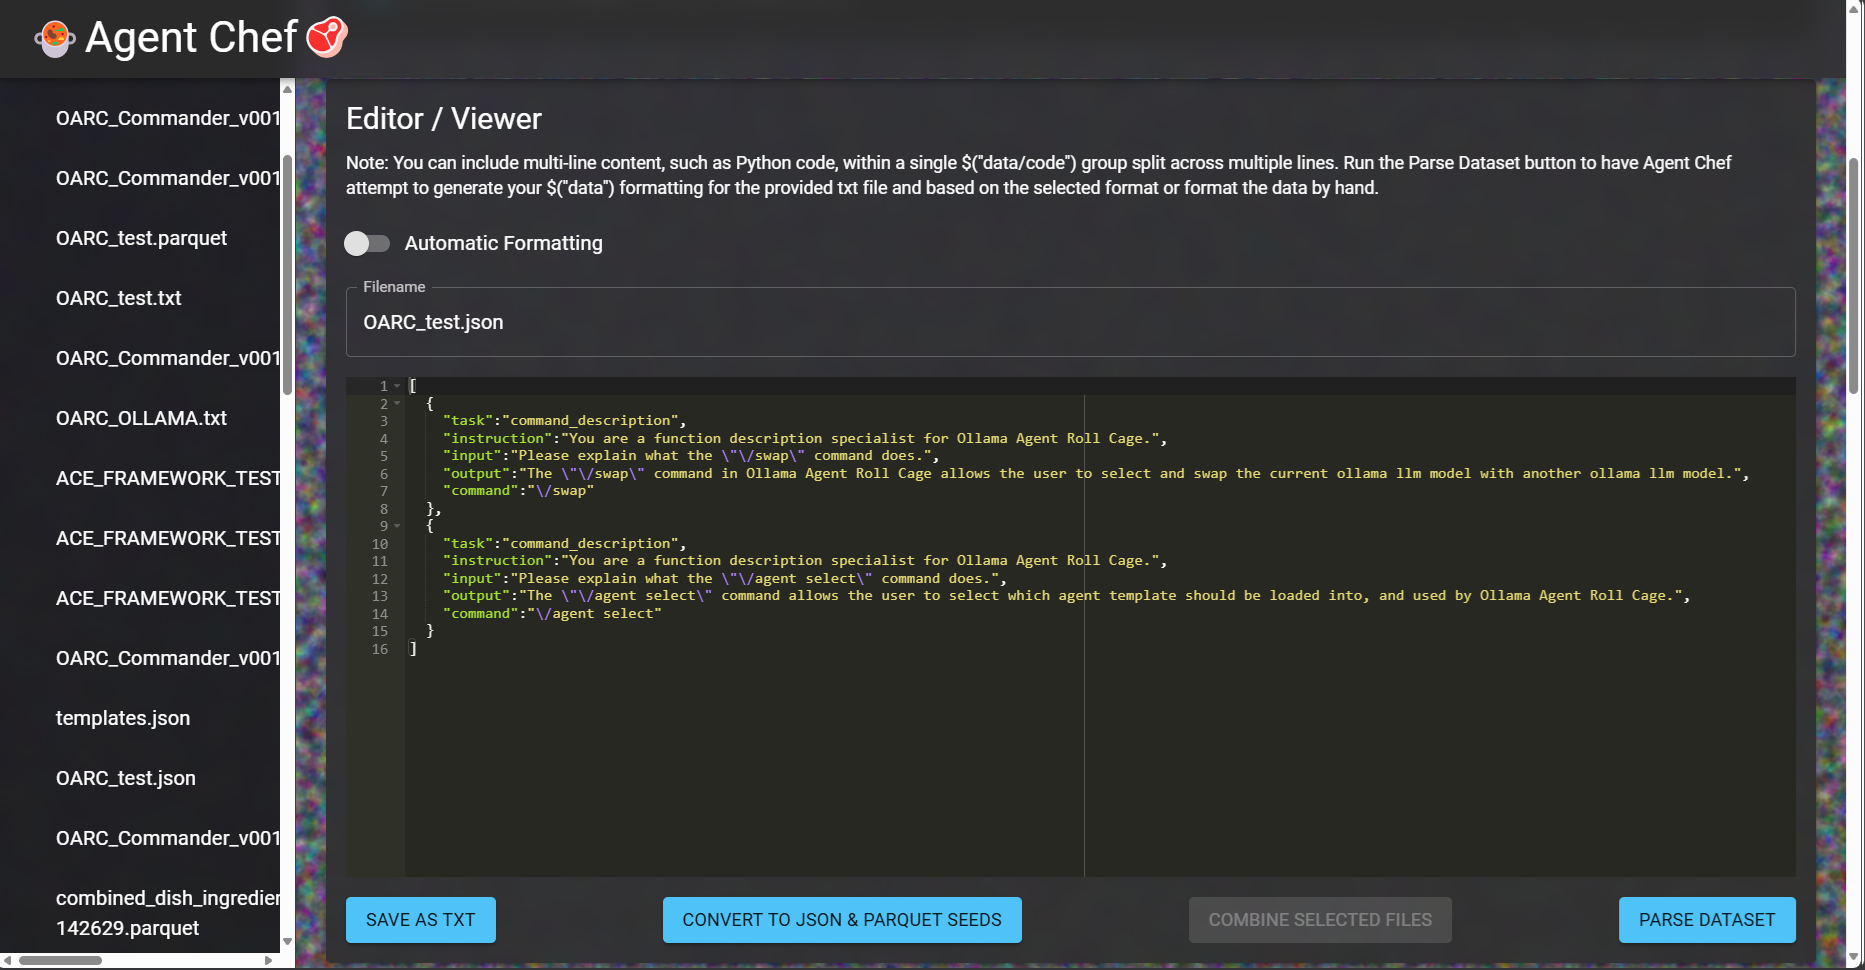 Agent Chef
OARC_Commander_v001
OARC_Commander_v001
OARC_test.parquet
OARC_test.txt
OARC_Commander_v001
OARC_OLLAMA.txt
ACE_FRAMEWORK_TEST
ACE_FRAMEWORK_TEST
ACE_FRAMEWORK_TEST
OARC_Commander_v001
templates.json
OARC_test.json
OARC_Commander_v001
combined_dish_ingredien
142629.parquet
Editor / Viewer
Note: You can include multi-line content, such as Python code, within a single $("data/code") group split across multiple lines. Run the Parse Dataset button to have Agent Chef
attempt to generate your $("data") formatting for the provided txt file and based on the selected format or format the data by hand.
Automatic Formatting
Filename
OARC_test.json
1 [
2 {
3 "task":"command_description",
4 "instruction":"You are a function description specialist for Ollama Agent Roll Cage.",
5 "input":"Please explain what the \"\/swap\" command does.",
6 "output":"The \"\/swap\" command in Ollama Agent Roll Cage allows the user to select and swap the current ollama llm model with another ollama llm model.",
7 "command":"\/swap"
8 },
9 {
10 "task":"command_description",
11 "instruction":"You are a function description specialist for Ollama Agent Roll Cage.",
12 "input":"Please explain what the \"\/agent select\" command does.",
13 "output":"The \"\/agent select\" command allows the user to select which agent template should be loaded into, and used by Ollama Agent Roll Cage.",
14 "command":"\/agent select"
15 }
16 ]
SAVE AS TXT
CONVERT TO JSON & PARQUET SEEDS
COMBINE SELECTED FILES
PARSE DATASET